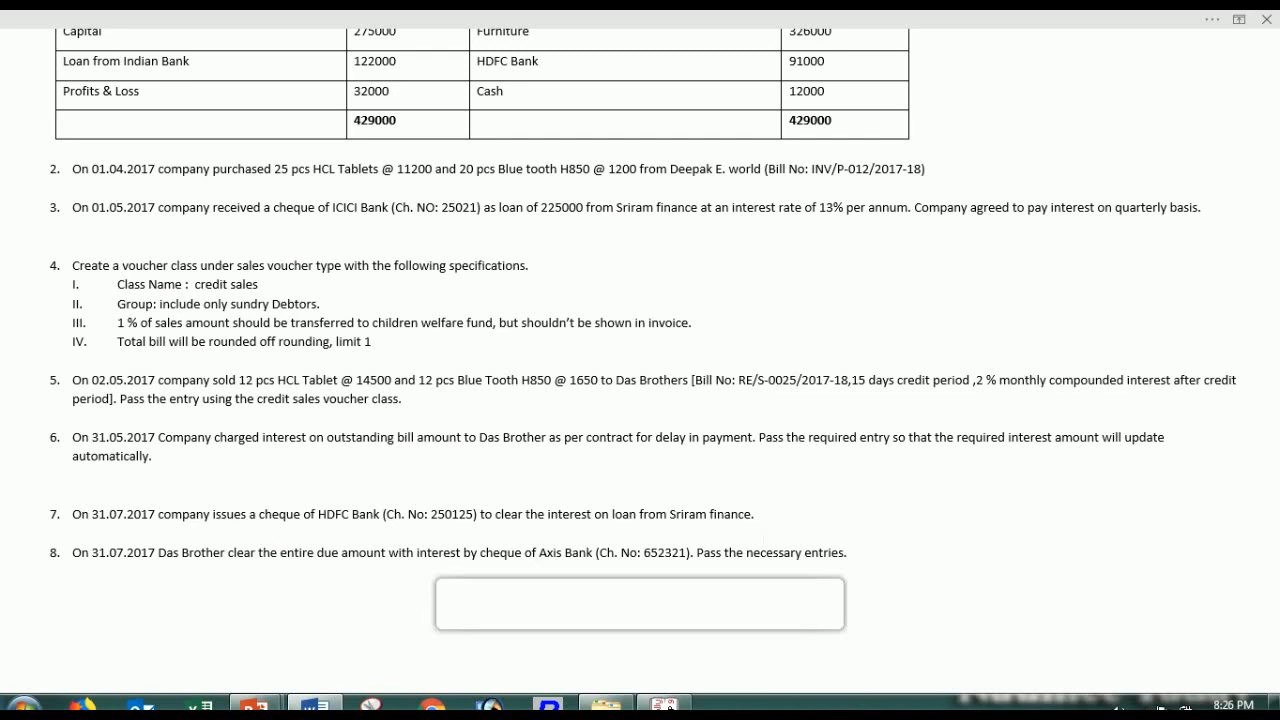 Capital 275000 Furniture 326000
Loan from Indian Bank 122000 HDFC Bank 91000
Profits & Loss 32000 Cash 12000
429000 429000
2. On 01.04.2017 company purchased 25 pcs HCL Tablets @ 11200 and 20 pcs Blue tooth H850 @ 1200 from Deepak E. world (Bill No: INV/P-012/2017-18)
3. On 01.05.2017 company received a cheque of ICICI Bank (Ch. NO: 25021) as loan of 225000 from Sriram finance at an interest rate of 13% per annum. Company agreed to pay interest on quarterly basis.
4. Create a voucher class under sales voucher type with the following specifications.
I. Class Name : credit sales
II. Group: include only sundry Debtors.
III. 1 % of sales amount should be transferred to children welfare fund, but shouldn't be shown in invoice.
IV. Total bill will be rounded off rounding, limit 1
5. On 02.05.2017 company sold 12 pcs HCL Tablet @ 14500 and 12 pcs Blue Tooth H850 @ 1650 to Das Brothers [Bill No: RE/S-0025/2017-18,15 days credit period ,2 % monthly compounded interest after credit
period]. Pass the entry using the credit sales voucher class.
6. On 31.05.2017 Company charged interest on outstanding bill amount to Das Brother as per contract for delay in payment. Pass the required entry so that the required interest amount will update
automatically.
7. On 31.07.2017 company issues a cheque of HDFC Bank (Ch. No: 250125) to clear the interest on loan from Sriram finance.
8. On 31.07.2017 Das Brother clear the entire due amount with interest by cheque of Axis Bank (Ch. No: 652321). Pass the necessary entries.
8:26 PM